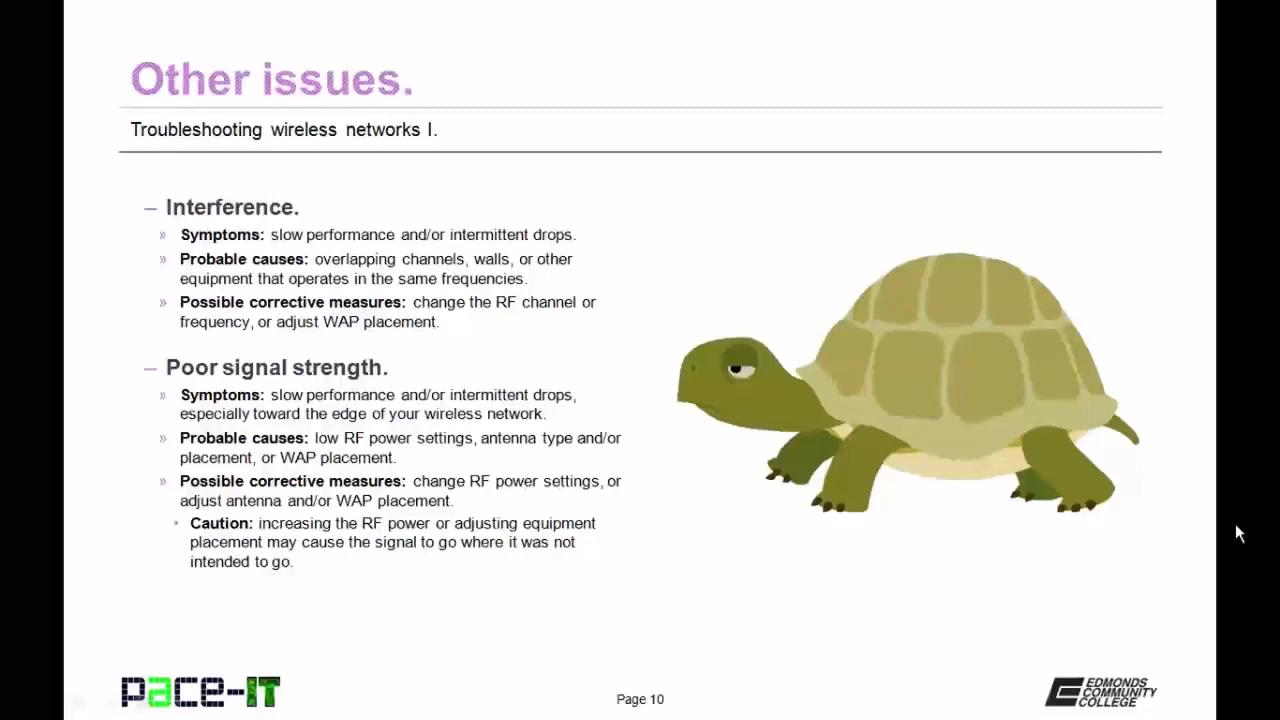 Other issues.
Troubleshooting wireless networks I.
– Interference.
» Symptoms: slow performance and/or intermittent drops.
» Probable causes: overlapping channels, walls, or other
equipment that operates in the same frequencies.
» Possible corrective measures: change the RF channel or
frequency, or adjust WAP placement.
– Poor signal strength.
» Symptoms: slow performance and/or intermittent drops,
especially toward the edge of your wireless network.
» Probable causes: low RF power settings, antenna type and/or
placement, or WAP placement.
» Possible corrective measures: change RF power settings, or
adjust antenna and/or WAP placement.
• Caution: increasing the RF power or adjusting equipment
placement may cause the signal to go where it was not
intended to go.
pace-IT
Page 10
EDMONDS
COMMUNITY
COLLEGE